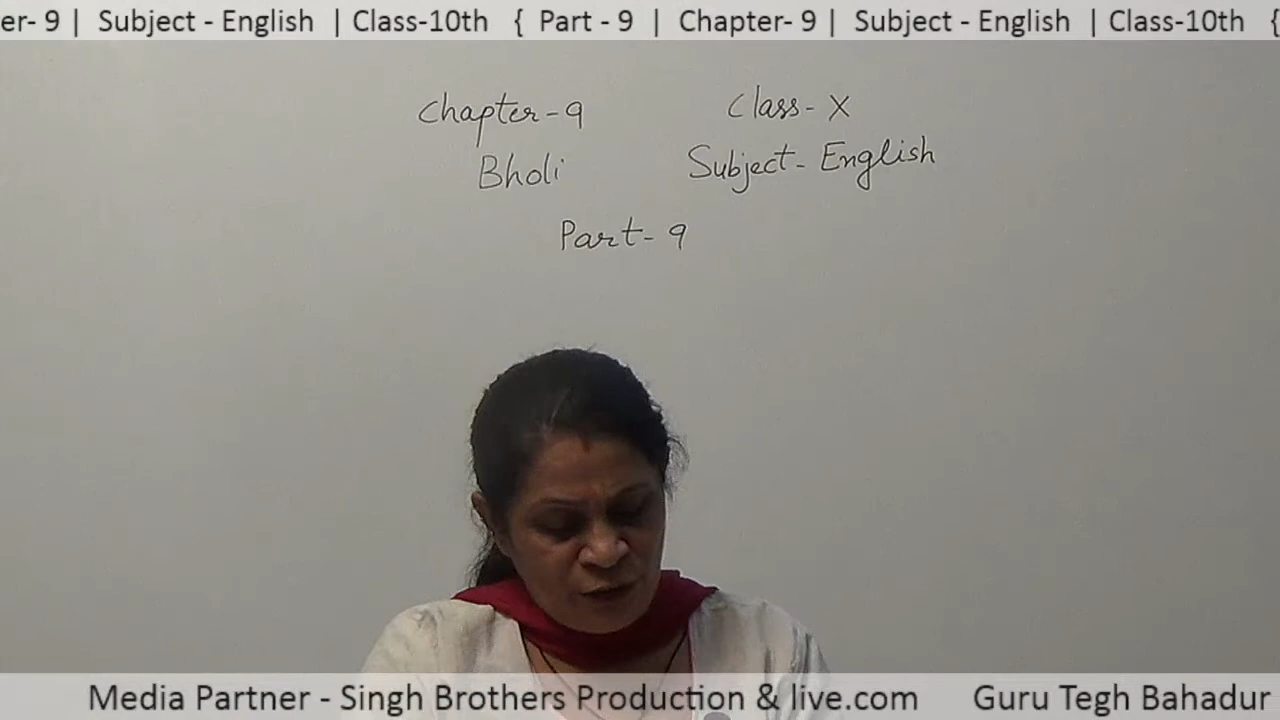 er- 9 | Subject - English | Class-10th { Part - 9 | Chapter- 9 | Subject - English | Class-10th {
Chapter-9 Class- X
Bholi Subject- English
Part- 9
Media Partner - Singh Brothers Production & live.com Guru Tegh Bahadur